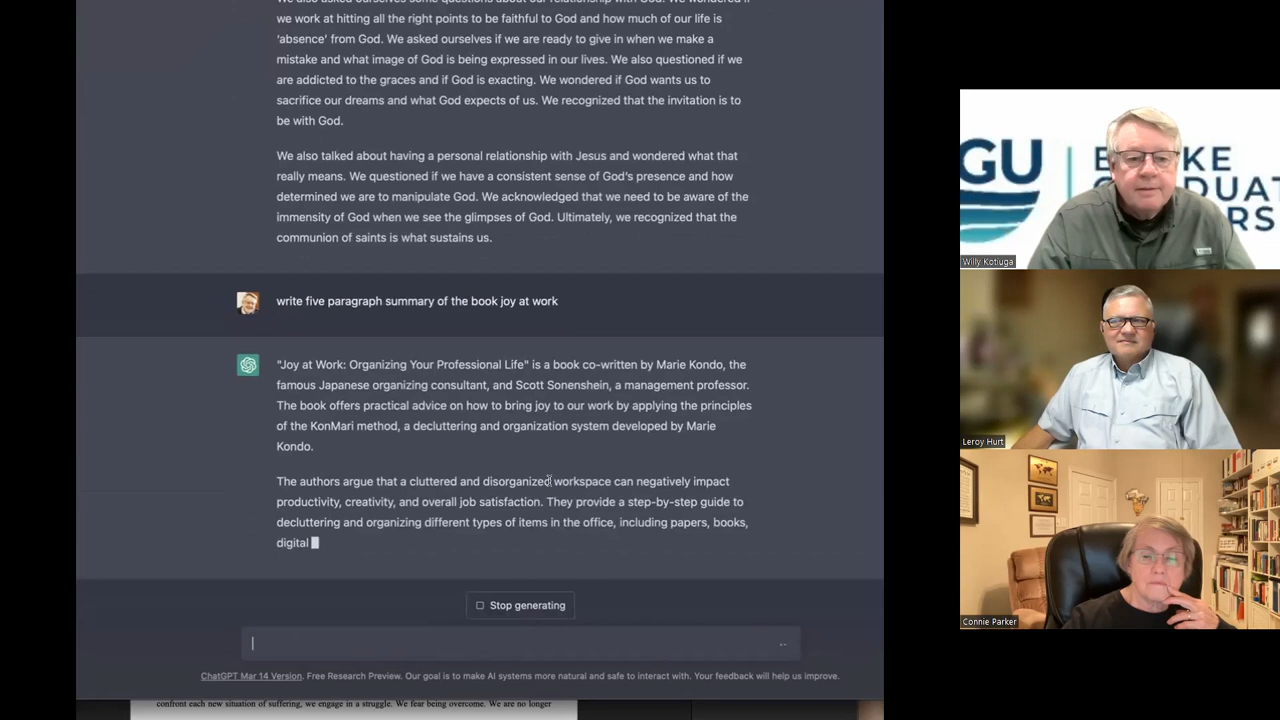 We also asked ourselves some questions about our relationship with God. We wondered if
we work at hitting all the right points to be faithful to God and how much of our life is
'absence' from God. We asked ourselves if we are ready to give in when we make a
mistake and what image of God is being expressed in our lives. We also questioned if we
are addicted to the graces and if God is exacting. We wondered if God wants us to
sacrifice our dreams and what God expects of us. We recognized that the invitation is to
be with God.
We also talked about having a personal relationship with Jesus and wondered what that
really means. We questioned if we have a consistent sense of God's presence and how
determined we are to manipulate God. We acknowledged that we need to be aware of the
immensity of God when we see the glimpses of God. Ultimately, we recognized that the
communion of saints is what sustains us.
write five paragraph summary of the book joy at work
"Joy at Work: Organizing Your Professional Life" is a book co-written by Marie Kondo, the
famous Japanese organizing consultant, and Scott Sonenshein, a management professor.
The book offers practical advice on how to bring joy to our work by applying the principles
of the KonMari method, a decluttering and organization system developed by Marie
Kondo.
The authors argue that a cluttered and disorganized workspace can negatively impact
productivity, creativity, and overall job satisfaction. They provide a step-by-step guide to
decluttering and organizing different types of items in the office, including papers, books,
digital
Stop generating
ChatGPT Mar 14 Version. Free Research Preview. Our goal is to make AI systems more natural and safe to interact with. Your feedback will help us improve.
confront each new situation of suffering, we engage in a struggle. We fear being overcome. We are no longer
GU
Willy Kotiuga
Leroy Hurt
Connie Parker